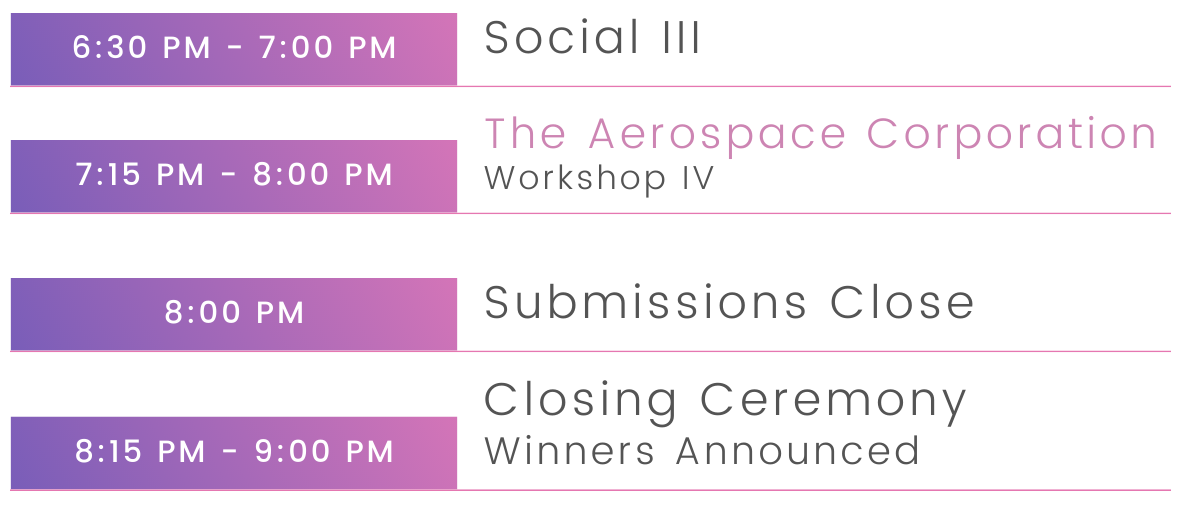 6:30 PM - 7:00 PM
Social III
The Aerospace Corporation
7:15 PM - 8:00 PM
Workshop IV
8:00 PM
Submissions Close
Closing Ceremony
8:15 PM - 9:00 PM
Winners Announced